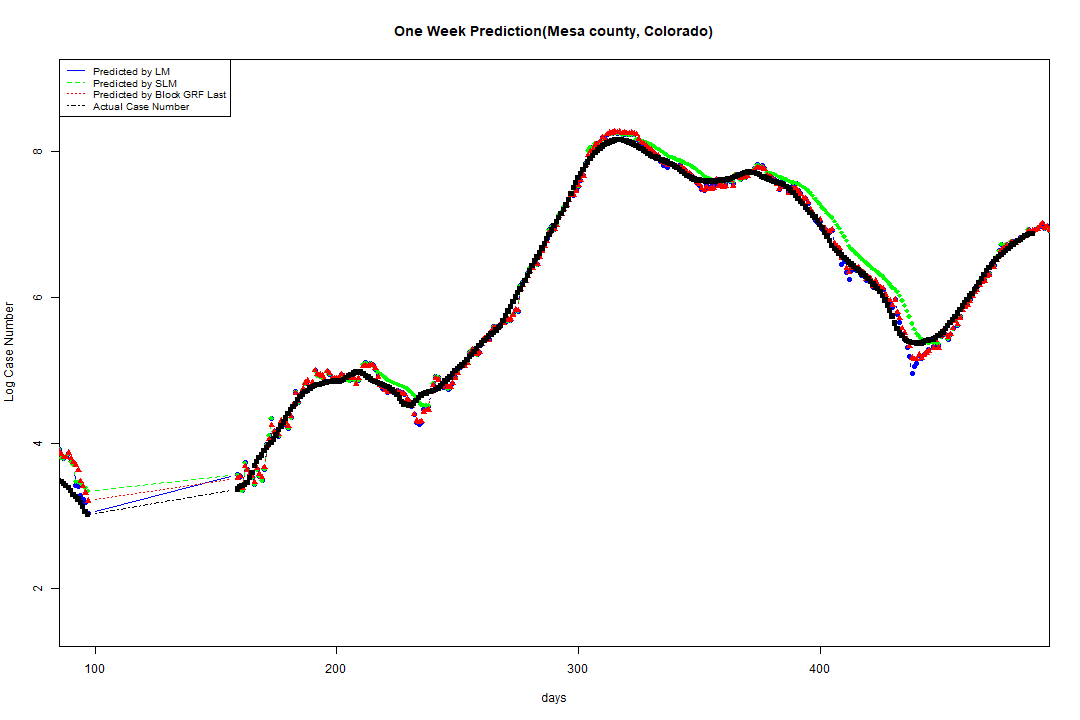 One Week Prediction(Mesa county, Colorado)
Predicted by LM
Predicted by SLM
Predicted by Block GRF Last
Actual Case Number
8
6
4
2
Log Case Number
100
200
300
400
days